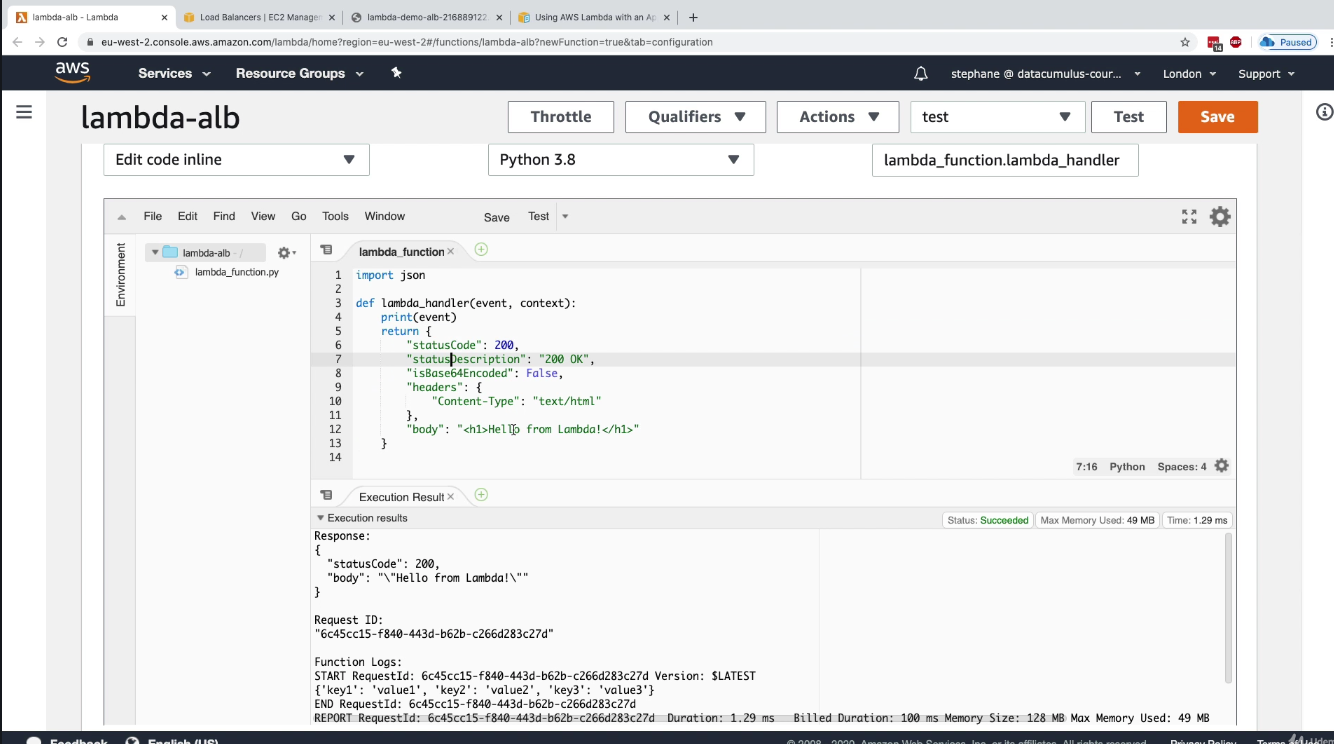 lambda-alb - Lambda
Load Balancers | EC2 Manager
lambda-demo-alb-216889122
Using AWS Lambda with an Ap
eu-west-2.console.aws.amazon.com/lambda/home?region=eu-west-2#/functions/lambda-alb?newFunction=true&tab=configuration
14 ABP Paused
aws Services Resource Groups stephane @ datacumulus-cour... London Support
lambda-alb Throttle Qualifiers Actions test Test Save
Edit code inline Python 3.8 lambda_function.lambda_handler
File Edit Find View Go Tools Window Save Test
Environment
lambda-alb /
lambda_function.py
lambda_function
1 import json
2
3 def lambda_handler(event, context):
4 print(event)
5 return {
6 "statusCode": 200,
7 "statusDescription": "200 OK",
8 "isBase64Encoded": False,
9 "headers": {
10 "Content-Type": "text/html"
11 },
12 "body": "<h1>Hello from Lambda!</h1>"
13 }
14
7:16 Python Spaces: 4
Execution Result
Execution results Status: Succeeded Max Memory Used: 49 MB Time: 1.29 ms
Response:
{
"statusCode": 200,
"body": "\"Hello from Lambda!\""
}
Request ID:
"6c45cc15-f840-443d-b62b-c266d283c27d"
Function Logs:
START RequestId: 6c45cc15-f840-443d-b62b-c266d283c27d Version: $LATEST
{'key1': 'value1', 'key2': 'value2', 'key3': 'value3'}
END RequestId: 6c45cc15-f840-443d-b62b-c266d283c27d
REPORT RequestId: 6c45cc15-f840-443d-b62b-c266d283c27d Duration: 1.29 ms Billed Duration: 100 ms Memory Size: 128 MB Max Memory Used: 49 MB
Feedback English (US) © 2008 - 2020, Amazon Web Services, Inc. or its affiliates. All rights reserved. Privacy Policy Terms of